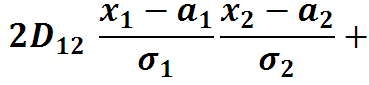 2D₁₂ (x₁ − a₁)/σ₁ (x₂ − a₂)/σ₂ +